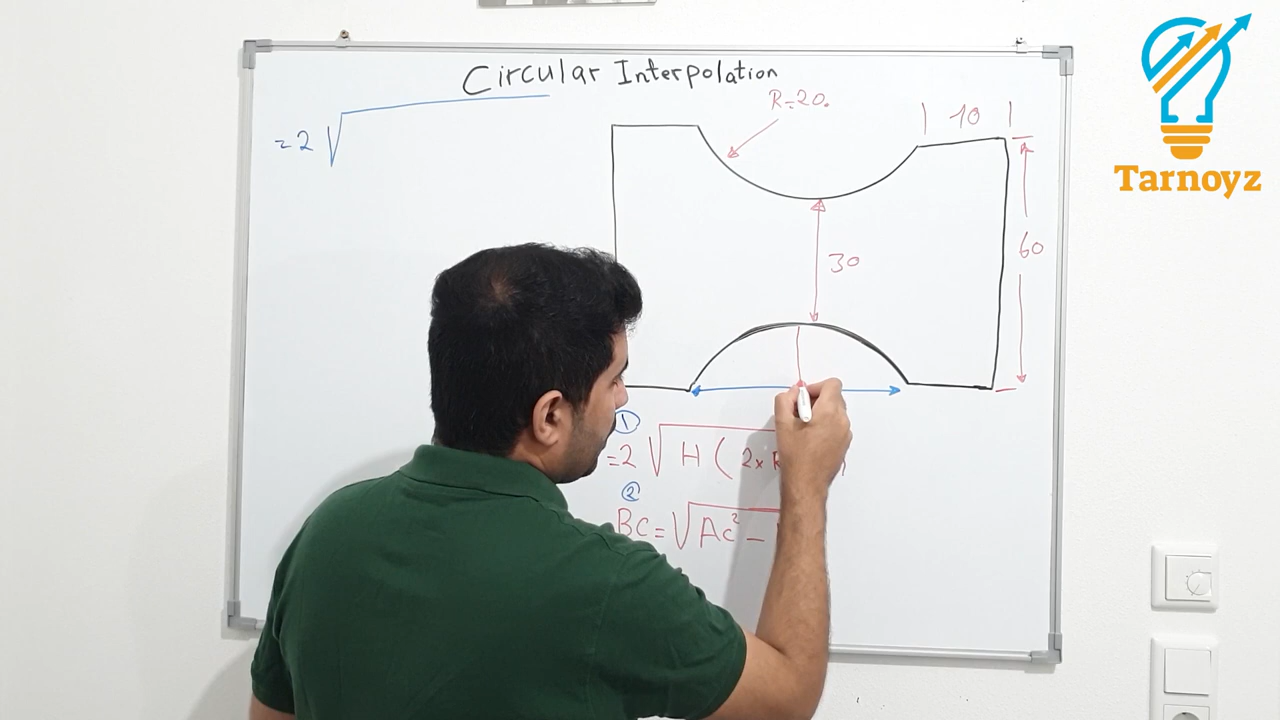 Circular Interpolation
R=20.
10
= 2 √
60
30
①
=2 √ H ( 2×R
②
BC = √ AC² −
Tarnoyz